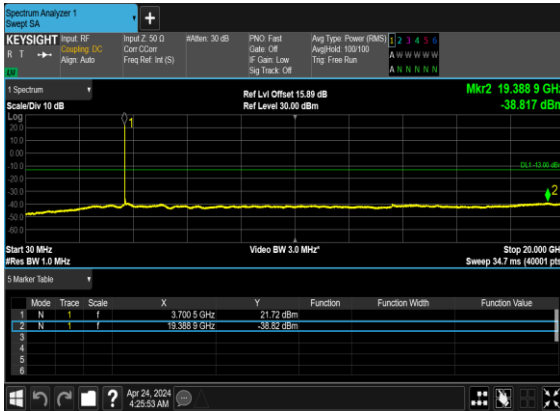 Spectrum Analyzer 1
Swept SA
+
KEYSIGHT Input: RF Input Z: 50 Ω #Atten: 30 dB PNO: Fast Avg Type: Power (RMS) 1 2 3 4 5 6
R T Coupling: DC Corr CCorr Gate: Off Avg|Hold: 100/100 A W W W W W
Align: Auto Freq Ref: Int (S) IF Gain: Low Trig: Free Run
Sig Track: Off A N N N N N
1 Spectrum Ref Lvl Offset 15.89 dB Mkr2 19.388 9 GHz
Scale/Div 10 dB Ref Level 30.00 dBm -38.817 dBm
Log
1
20.0
10.0
0.00
-10.0
DL1 -13.00 dBm
-20.0
-30.0
2
-40.0
-50.0
-60.0
Start 30 MHz Video BW 3.0 MHz* Stop 20.000 GHz
#Res BW 1.0 MHz Sweep 34.7 ms (40001 pts)
5 Marker Table
Mode Trace Scale X Y Function Function Width Function Value
1 N 1 f 3.700 5 GHz 21.72 dBm
2 N 1 f 19.388 9 GHz -38.82 dBm
3
4
5
6
? Apr 24, 2024
4:25:53 AM